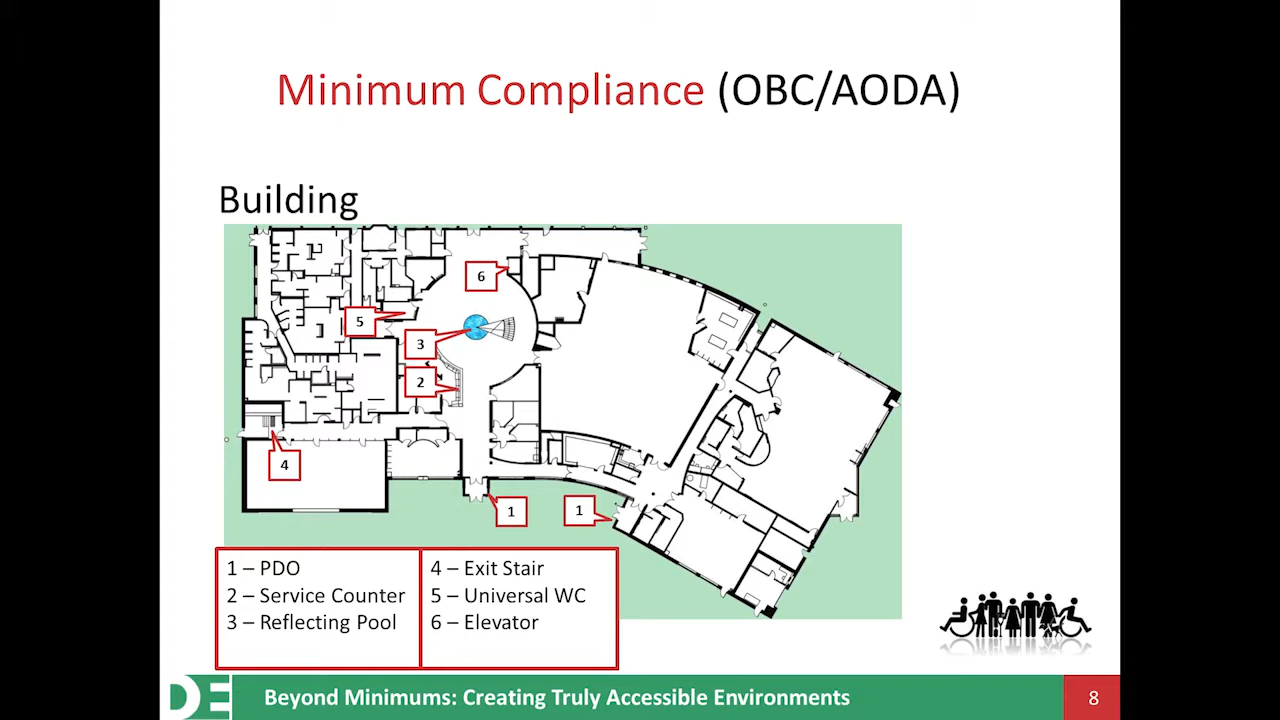 Minimum Compliance (OBC/AODA)
Building
6
5
3
2
4
1
1
1 – PDO
2 – Service Counter
3 – Reflecting Pool
4 – Exit Stair
5 – Universal WC
6 – Elevator
DE
Beyond Minimums: Creating Truly Accessible Environments
8